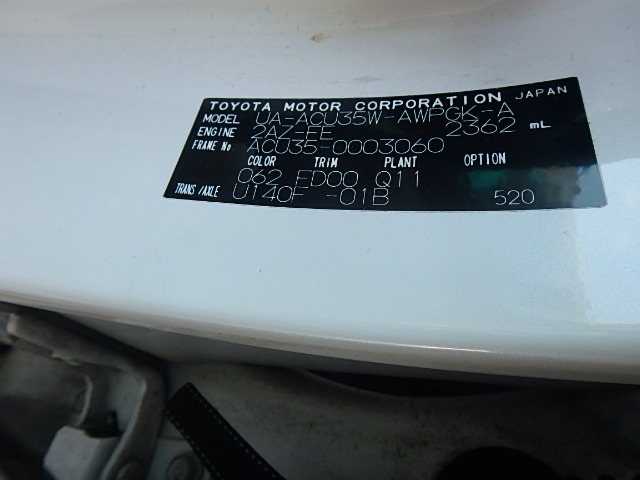 TOYOTA MOTOR CORPORATION JAPAN
MODEL UA-ACU35W-AWPGK-A
ENGINE 2AZ-FE 2362 mL
FRAME No ACU35-0003060
COLOR TRIM PLANT OPTION
062 FD00 Q11
TRANS/AXLE U140F -01B 520